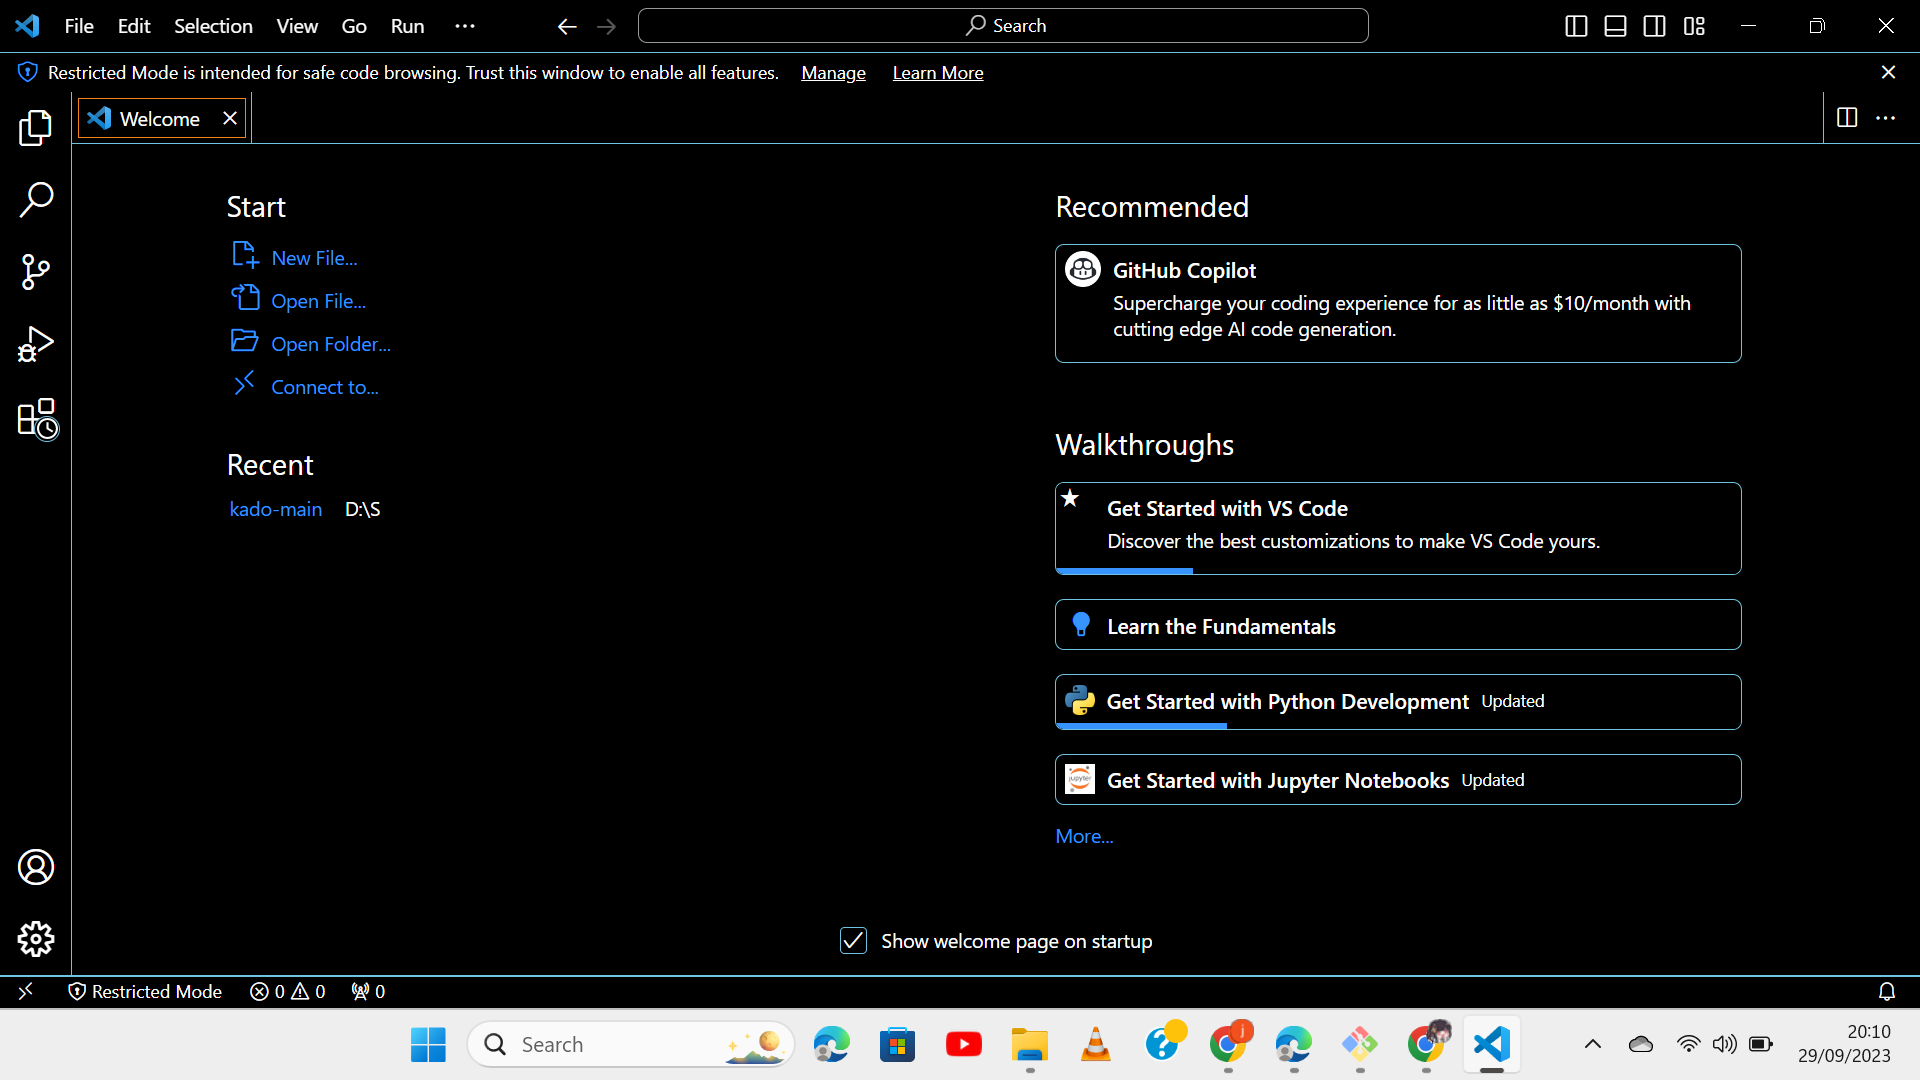 File Edit Selection View Go Run ···
Search
Restricted Mode is intended for safe code browsing. Trust this window to enable all features. Manage Learn More
Welcome
Start
New File...
Open File...
Open Folder...
Connect to...
Recent
kado-main D:\S
Recommended
GitHub Copilot
Supercharge your coding experience for as little as $10/month with
cutting edge AI code generation.
Walkthroughs
Get Started with VS Code
Discover the best customizations to make VS Code yours.
Learn the Fundamentals
Get Started with Python Development Updated
Get Started with Jupyter Notebooks Updated
More...
Show welcome page on startup
Restricted Mode 0 0 0
Search
j
20:10
29/09/2023